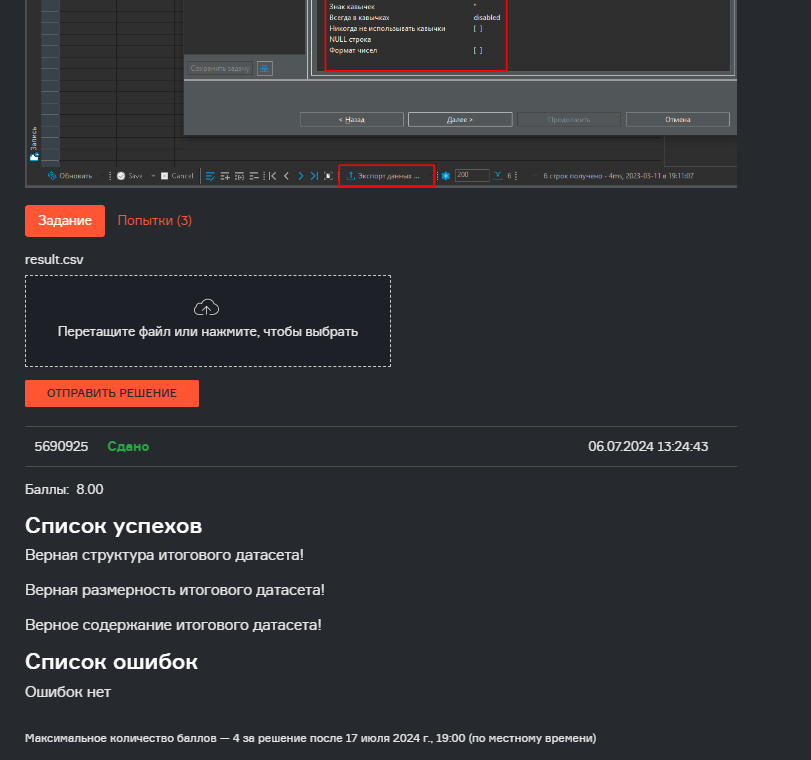 Знак кавычек "
Всегда в кавычках disabled
Никогда не использовать кавычки [ ]
NULL строка
Формат чисел [ ]
Сохранить задачу
< Назад Далее > Продолжить Отмена
Запись
Обновить Save Cancel Экспорт данных ... 200 6 6 строк получено - 4ms, 2023-03-11 в 19:11:07
Задание Попытки (3)
result.csv
Перетащите файл или нажмите, чтобы выбрать
ОТПРАВИТЬ РЕШЕНИЕ
5690925 Сдано 06.07.2024 13:24:43
Баллы: 8.00
Список успехов
Верная структура итогового датасета!
Верная размерность итогового датасета!
Верное содержание итогового датасета!
Список ошибок
Ошибок нет
Максимальное количество баллов — 4 за решение после 17 июля 2024 г., 19:00 (по местному времени)